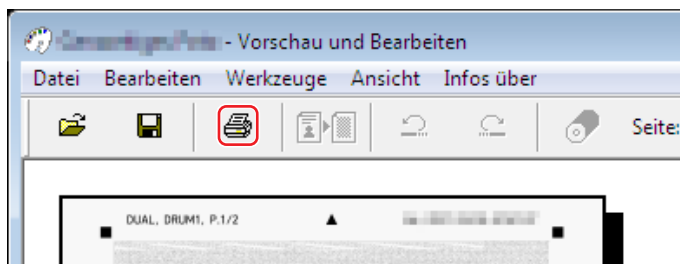 - Vorschau und Bearbeiten
Datei Bearbeiten Werkzeuge Ansicht Infos über
Seite:
DUAL, DRUM1, P.1/2